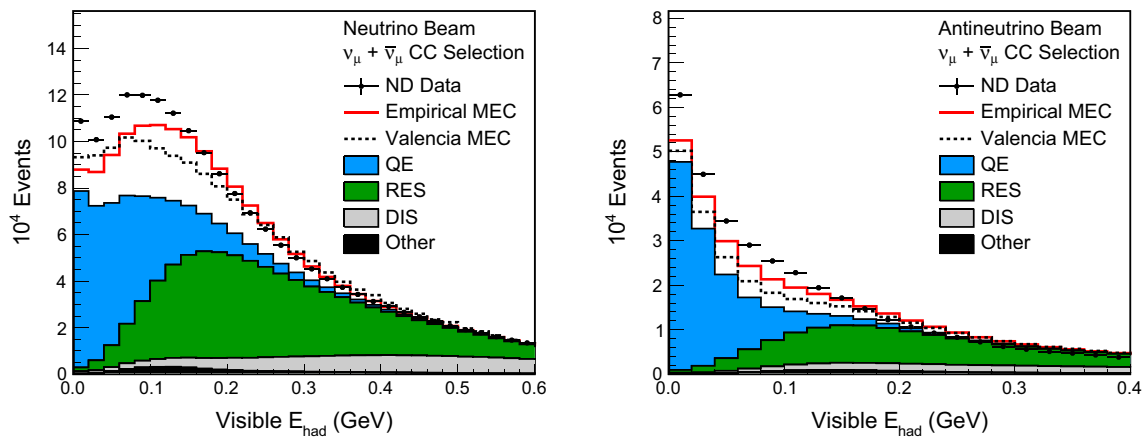 Neutrino Beam
νμ + ν̅μ CC Selection
ND Data
Empirical MEC
Valencia MEC
QE
RES
DIS
Other
10⁴ Events
0
2
4
6
8
10
12
14
0.0
0.1
0.2
0.3
0.4
0.5
0.6
Visible E_had (GeV)
Antineutrino Beam
νμ + ν̅μ CC Selection
ND Data
Empirical MEC
Valencia MEC
QE
RES
DIS
Other
10⁴ Events
0
1
2
3
4
5
6
7
8
0.0
0.1
0.2
0.3
0.4
Visible E_had (GeV)